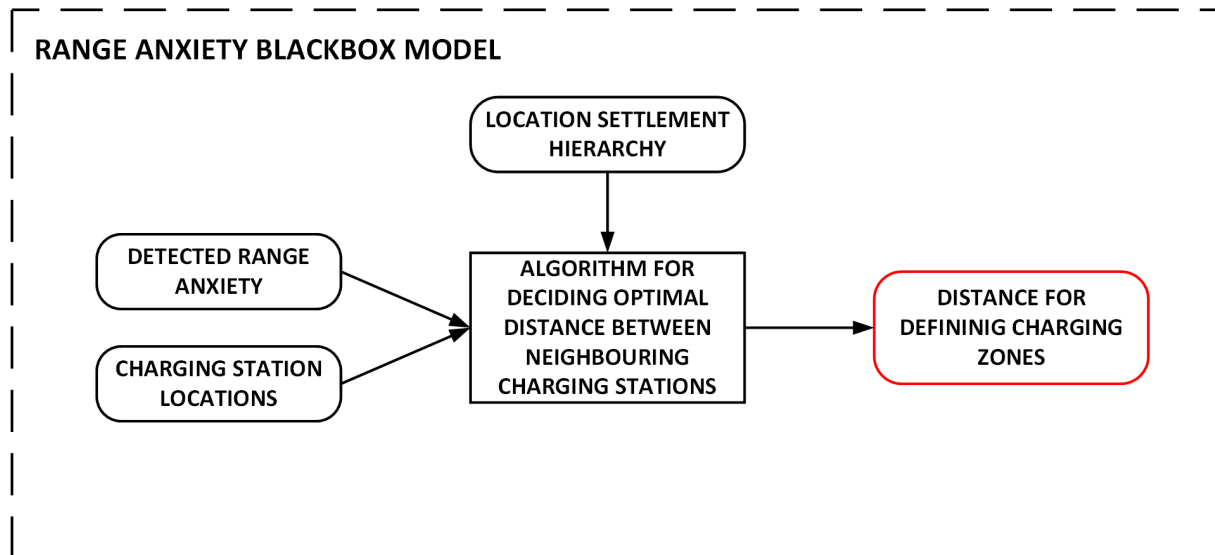 RANGE ANXIETY BLACKBOX MODEL
LOCATION SETTLEMENT
HIERARCHY
DETECTED RANGE
ANXIETY
CHARGING STATION
LOCATIONS
ALGORITHM FOR
DECIDING OPTIMAL
DISTANCE BETWEEN
NEIGHBOURING
CHARGING STATIONS
DISTANCE FOR
DEFININIG CHARGING
ZONES